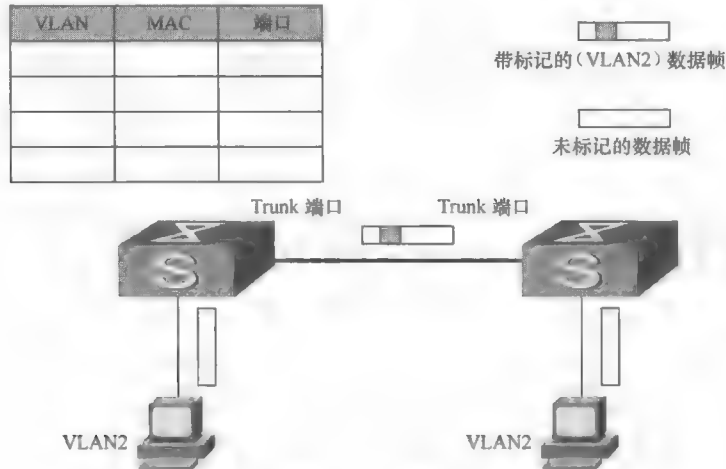 VLAN MAC 端口
带标记的(VLAN2)数据帧
未标记的数据帧
Trunk 端口 Trunk 端口
S S
VLAN2 VLAN2